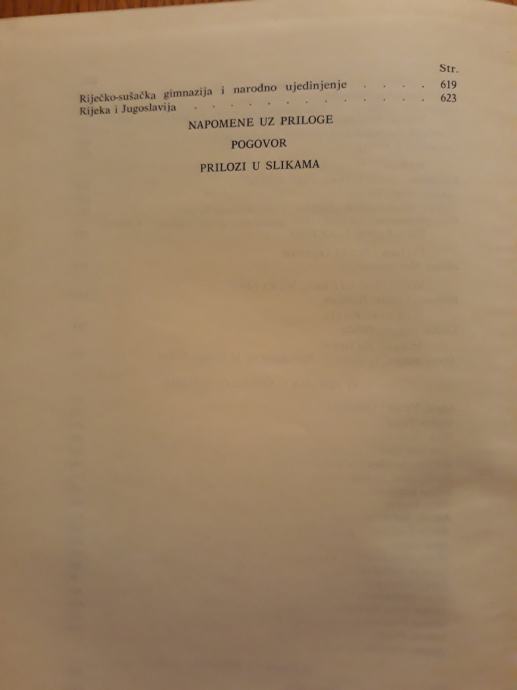 Str.
Riječko-sušačka gimnazija i narodno ujedinjenje . . . . 619
Rijeka i Jugoslavija . . . . . . . . . . . 623
NAPOMENE UZ PRILOGE
POGOVOR
PRILOZI U SLIKAMA